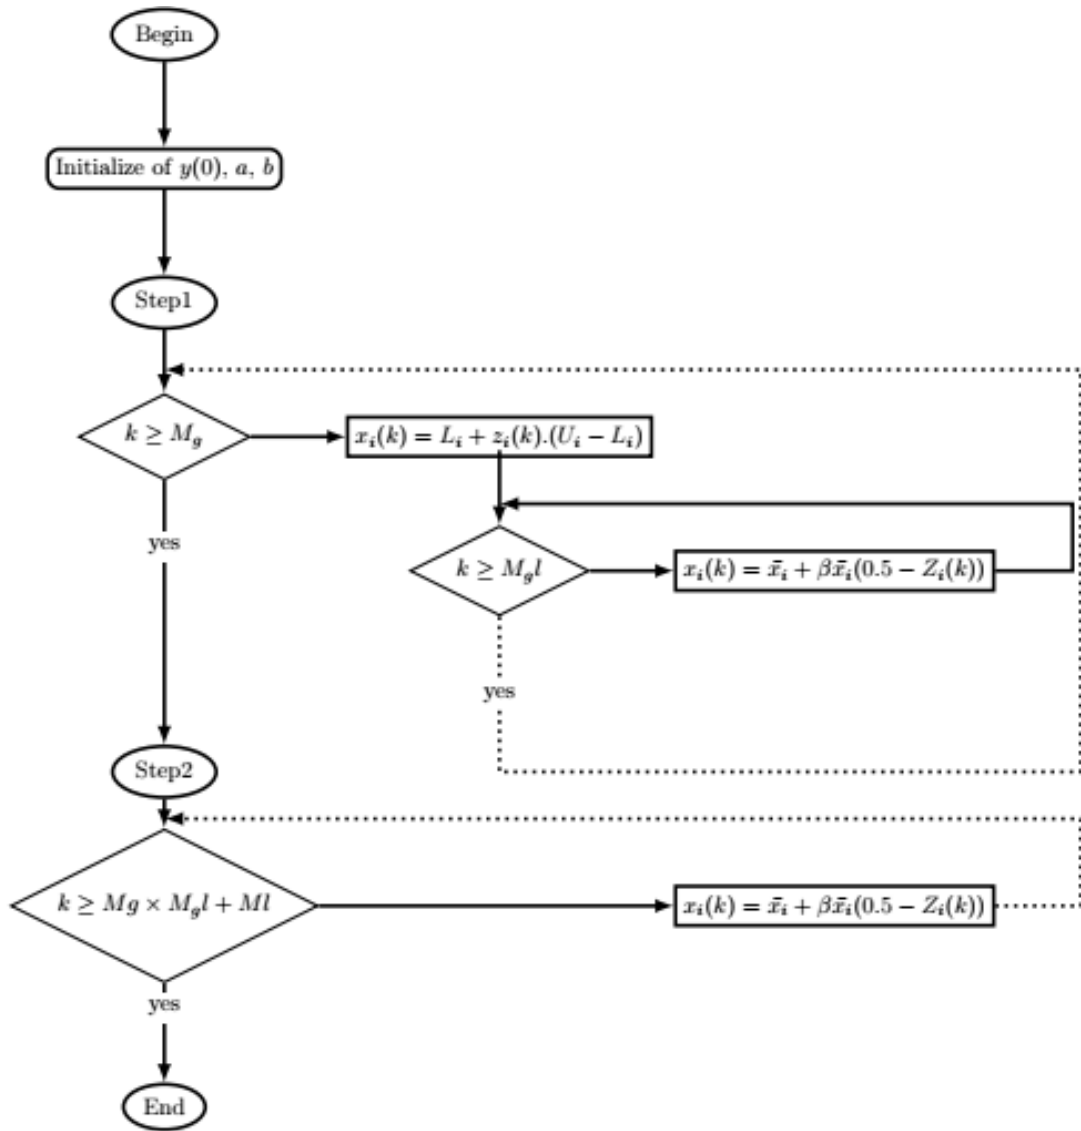 Begin
Initialize of y(0), a, b
Step1
k ≥ M_g
x_i(k) = L_i + z_i(k).(U_i − L_i)
yes
k ≥ M_g l
x_i(k) = x̄_i + βx̄_i(0.5 − Z_i(k))
yes
Step2
k ≥ Mg × M_g l + Ml
x_i(k) = x̄_i + βx̄_i(0.5 − Z_i(k))
yes
End